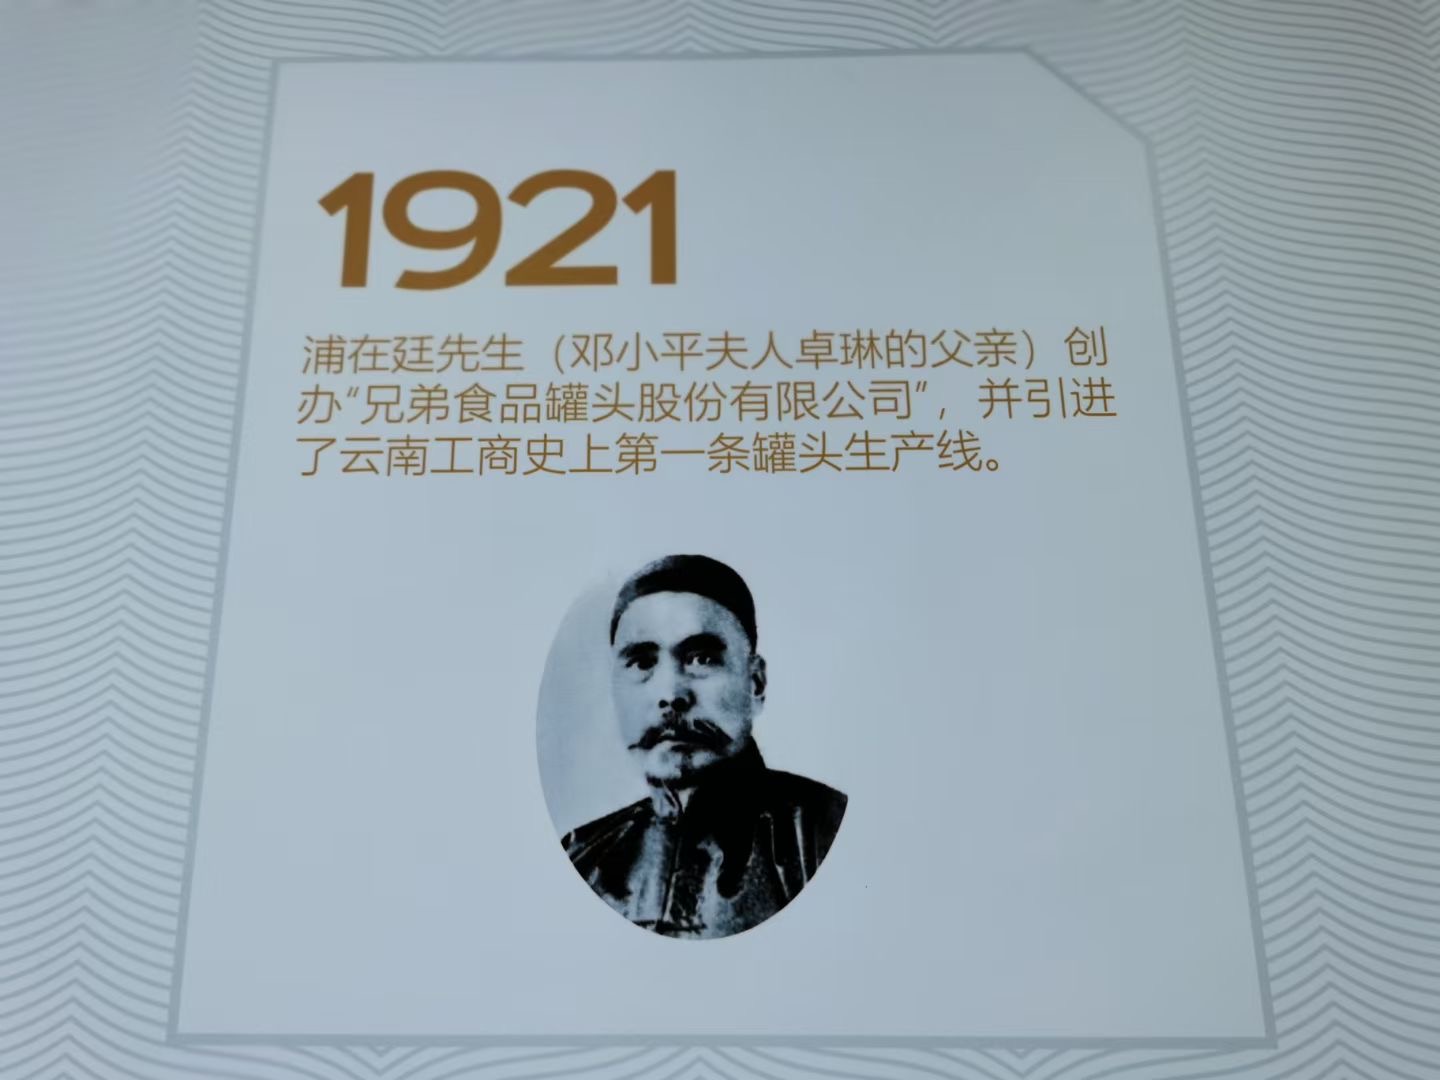 1921
浦在廷先生（邓小平夫人卓琳的父亲）创
办“兄弟食品罐头股份有限公司”，并引进
了云南工商史上第一条罐头生产线。